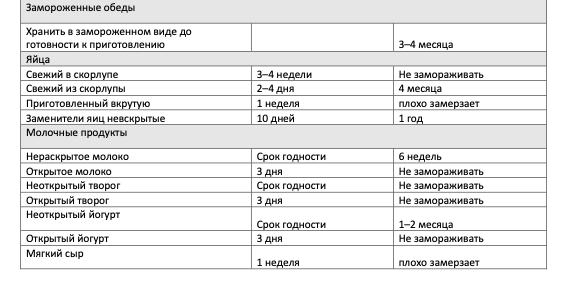 Замороженные обеды
Хранить в замороженном виде до
готовности к приготовлению 3–4 месяца
Яйца
Свежий в скорлупе 3–4 недели Не замораживать
Свежий из скорлупы 2–4 дня 4 месяца
Приготовленный вкрутую 1 неделя плохо замерзает
Заменители яиц невскрытые 10 дней 1 год
Молочные продукты
Нераскрытое молоко Срок годности 6 недель
Открытое молоко 3 дня Не замораживать
Неоткрытый творог Срок годности Не замораживать
Открытый творог 3 дня Не замораживать
Неоткрытый йогурт Срок годности 1–2 месяца
Открытый йогурт 3 дня Не замораживать
Мягкий сыр 1 неделя плохо замерзает